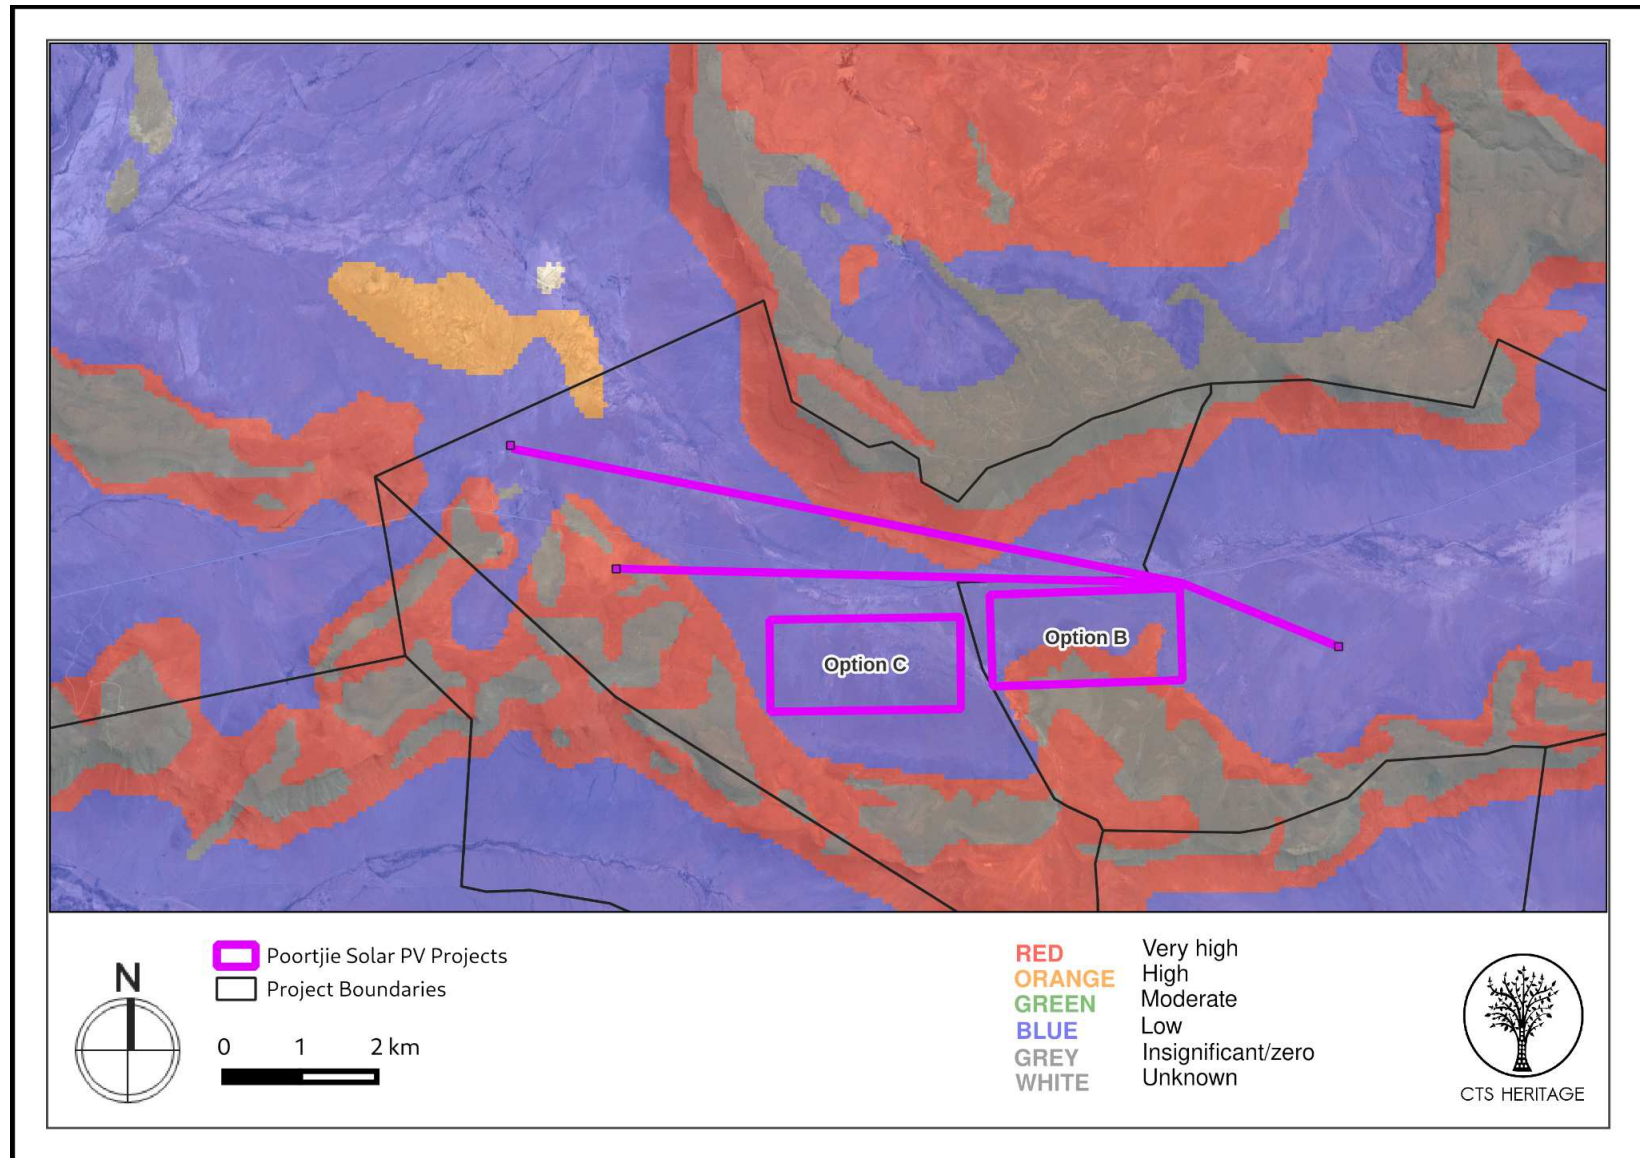 Option B
Option C
N
0 1 2 km
Poortjie Solar PV Projects
Project Boundaries
RED Very high
ORANGE High
GREEN Moderate
BLUE Low
GREY Insignificant/zero
WHITE Unknown
CTS HERITAGE